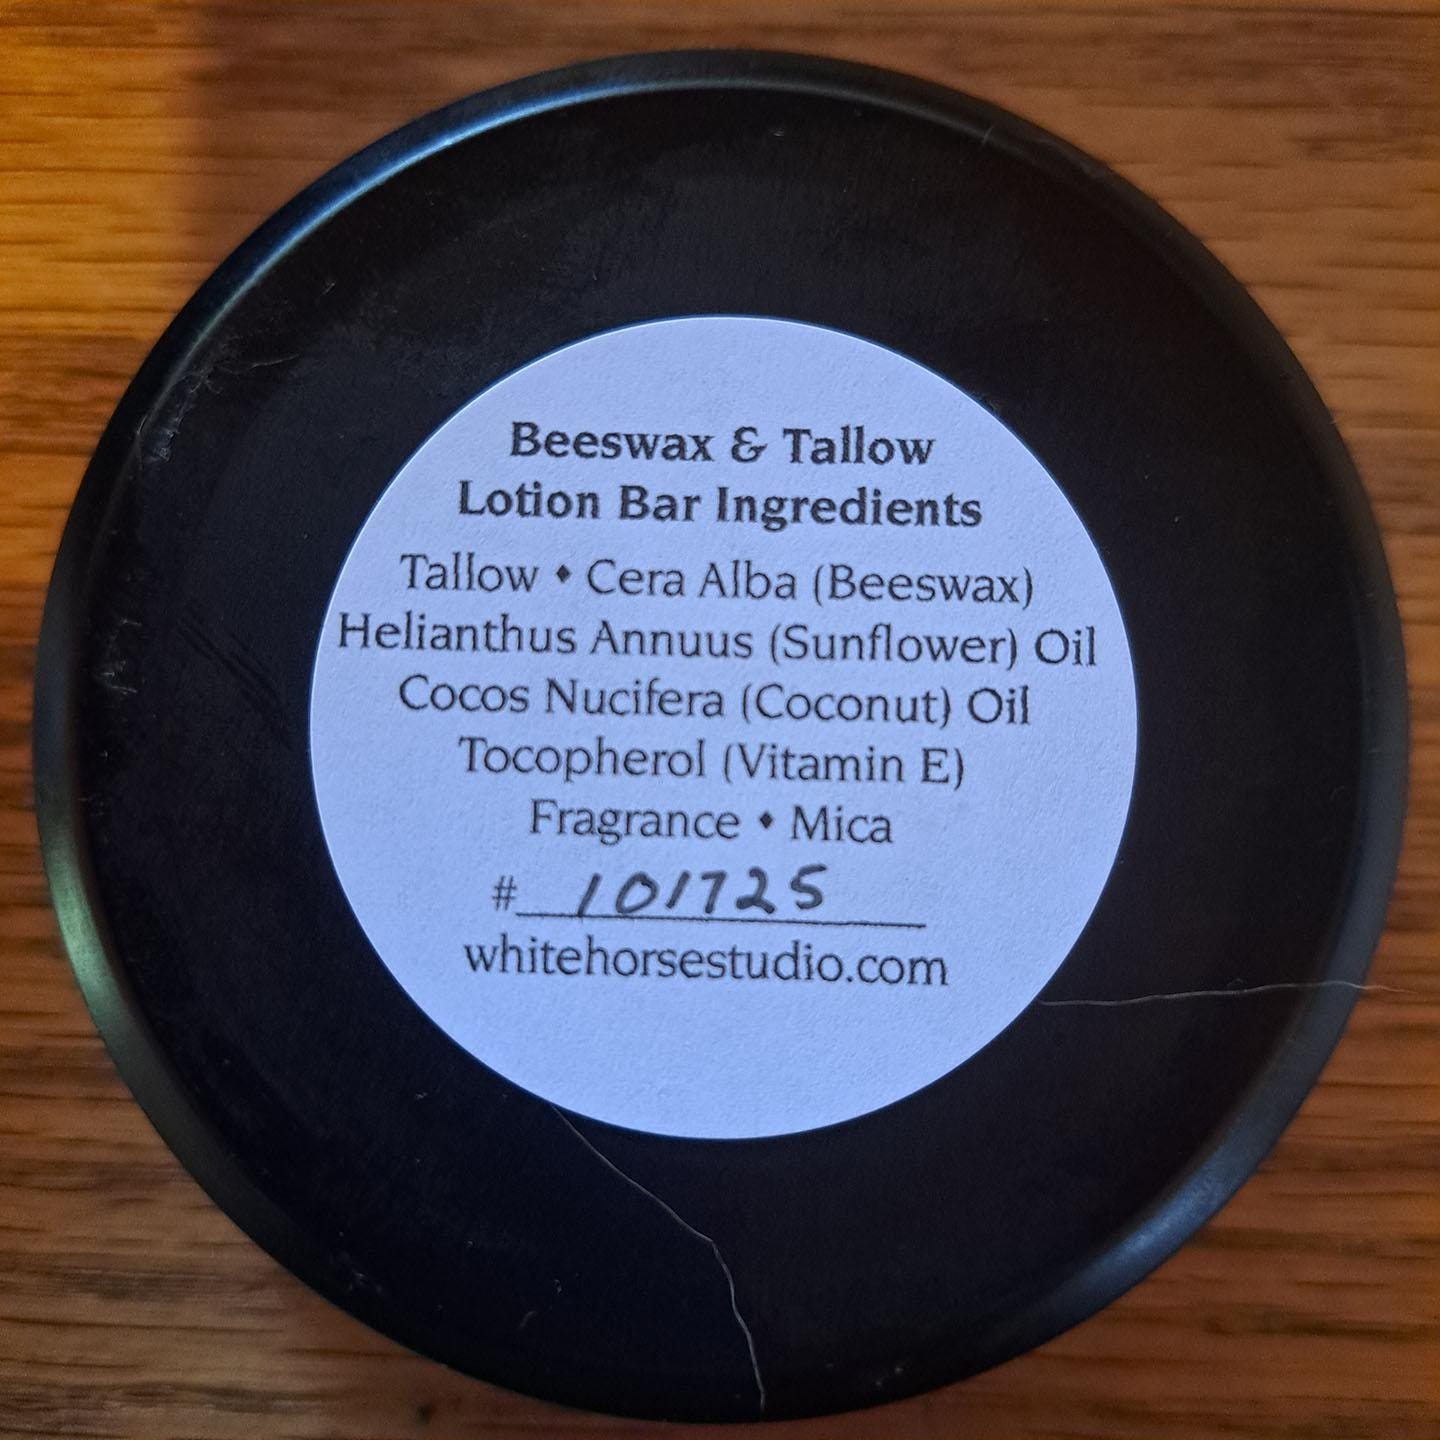 Beeswax & Tallow
Lotion Bar Ingredients
Tallow ♦ Cera Alba (Beeswax)
Helianthus Annuus (Sunflower) Oil
Cocos Nucifera (Coconut) Oil
Tocopherol (Vitamin E)
Fragrance ♦ Mica
# 101725
whitehorsestudio.com